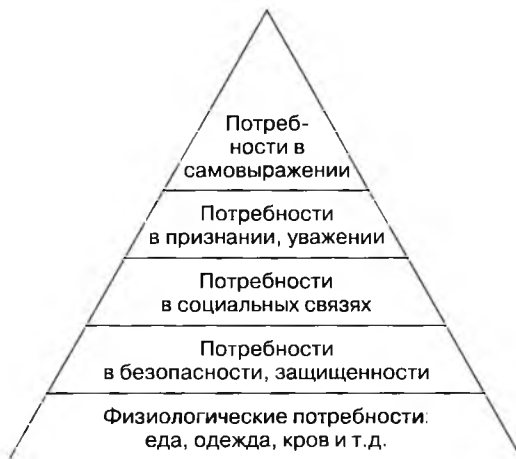 Потреб-
ности в
самовыражении
Потребности
в признании, уважении
Потребности
в социальных связях
Потребности
в безопасности, защищенности
Физиологические потребности:
еда, одежда, кров и т.д.